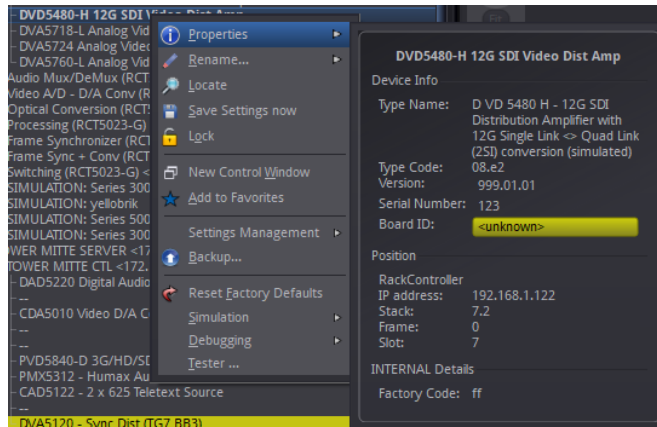 DVD5480-H 12G SDI Video Dist Amp
DVA5718-L Analog Vid
DVA5724 Analog Video
DVA5760-L Analog Vid
Audio Mux/DeMux (RCT
Video A/D - D/A Conv (R
Optical Conversion (RCT5
Processing (RCT5023-G)
Frame Synchronizer (RCT
Frame Sync + Conv (RCT
Switching (RCT5023-G) <
SIMULATION: Series 300
SIMULATION: yellobrik
SIMULATION: Series 500
SIMULATION: Series 300
WER MITTE SERVER <17
TOWER MITTE CTL <172.
DAD5220 Digital Audio
--
CDA5010 Video D/A C
--
--
PVD5840-D 3G/HD/SD
PMX5312 - Humax Au
CAD5122 - 2 x 625 Teletext Source
--
DVA5120 - Sync Dist (TG7 BB3)
Properties
Rename...
Locate
Save Settings now
Lock
New Control Window
Add to Favorites
Settings Management
Backup...
Reset Factory Defaults
Simulation
Debugging
Tester ...
Fit
DVD5480-H 12G SDI Video Dist Amp
Device Info
Type Name: D VD 5480 H - 12G SDI
Distribution Amplifier with
12G Single Link <> Quad Link
(2SI) conversion (simulated)
Type Code: 08.e2
Version: 999.01.01
Serial Number: 123
Board ID: <unknown>
Position
RackController
IP address: 192.168.1.122
Stack: 7.2
Frame: 0
Slot: 7
INTERNAL Details
Factory Code: ff